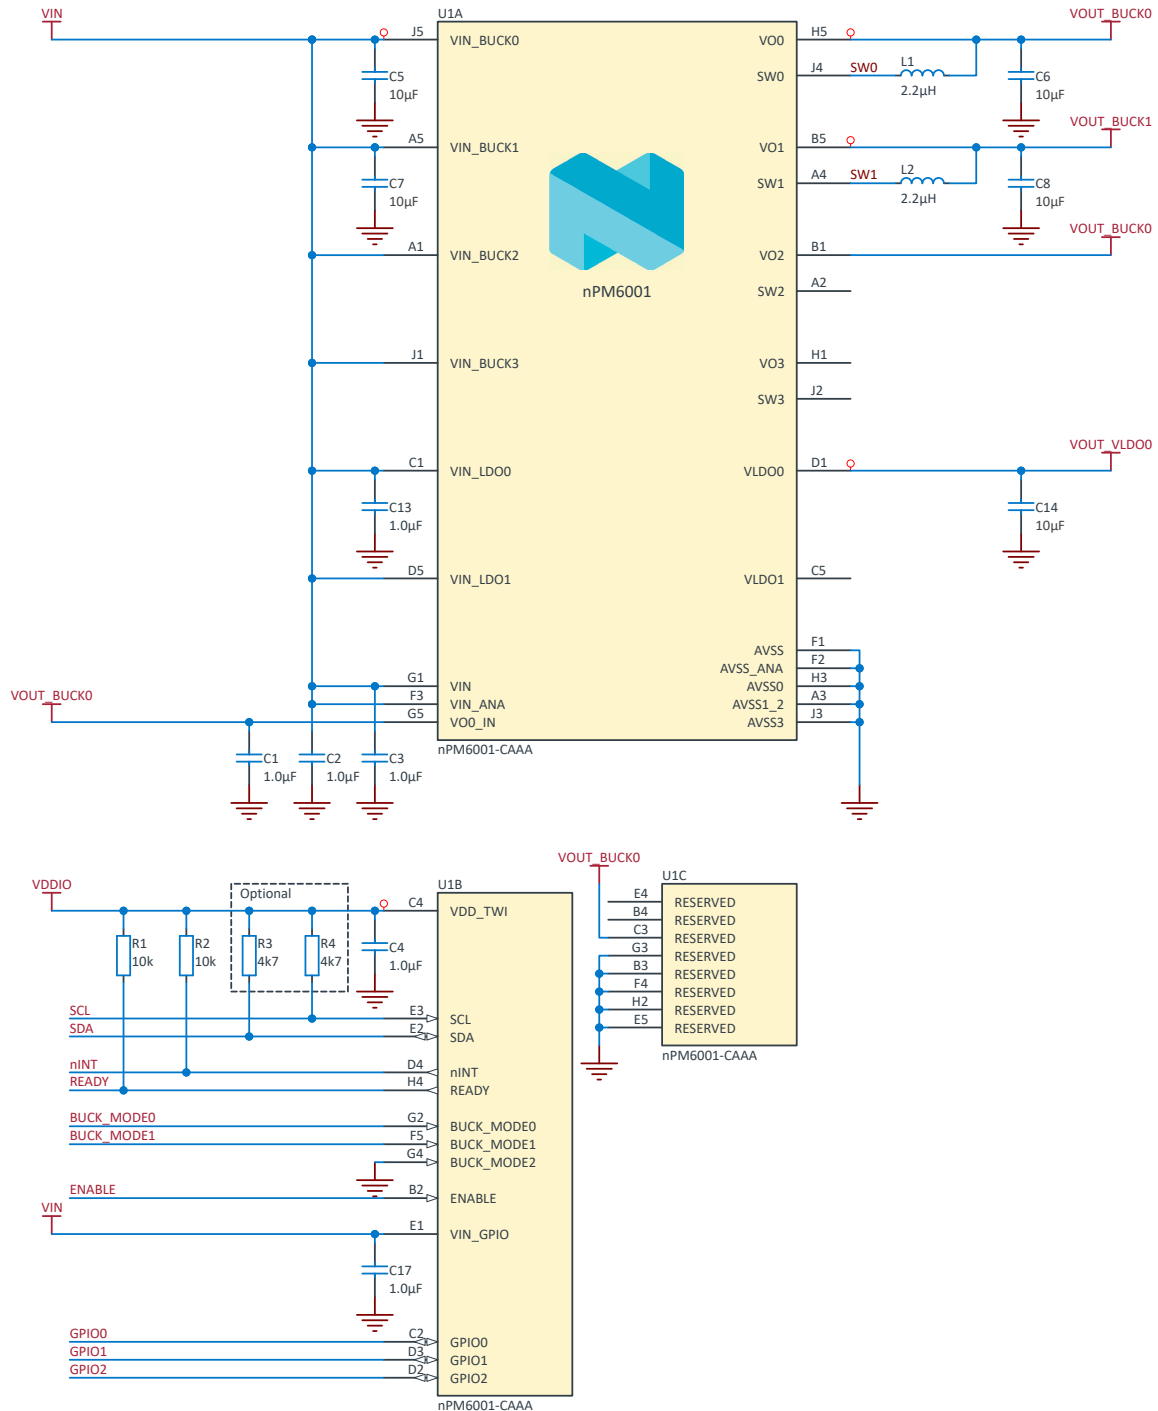 VIN
U1A
VOUT_BUCK0
J5
VIN_BUCK0
VO0
H5
C5
10µF
SW0
J4
SW0
L1
2.2µH
C6
10µF
VOUT_BUCK1
A5
VIN_BUCK1
VO1
B5
C7
10µF
SW1
A4
SW1
L2
2.2µH
C8
10µF
VOUT_BUCK0
A1
VIN_BUCK2
VO2
B1
nPM6001
SW2
A2
J1
VIN_BUCK3
VO3
H1
SW3
J2
VOUT_VLDO0
C1
VIN_LDO0
VLDO0
D1
C13
1.0µF
C14
10µF
D5
VIN_LDO1
VLDO1
C5
AVSS
F1
AVSS_ANA
F2
G1
VIN
AVSS0
H3
F3
VIN_ANA
AVSS1_2
A3
VOUT_BUCK0
G5
VO0_IN
AVSS3
J3
nPM6001-CAAA
C1
1.0µF
C2
1.0µF
C3
1.0µF
VDDIO
Optional
U1B
C4
VDD_TWI
R1
10k
R2
10k
R3
4k7
R4
4k7
C4
1.0µF
SCL
E3
SCL
SDA
E2
SDA
nINT
D4
nINT
READY
H4
READY
BUCK_MODE0
G2
BUCK_MODE0
BUCK_MODE1
F5
BUCK_MODE1
G4
BUCK_MODE2
ENABLE
B2
ENABLE
VIN
E1
VIN_GPIO
C17
1.0µF
GPIO0
C2
GPIO0
GPIO1
D3
GPIO1
GPIO2
D2
GPIO2
nPM6001-CAAA
VOUT_BUCK0
U1C
E4
RESERVED
B4
RESERVED
C3
RESERVED
G3
RESERVED
B3
RESERVED
F4
RESERVED
H2
RESERVED
E5
RESERVED
nPM6001-CAAA